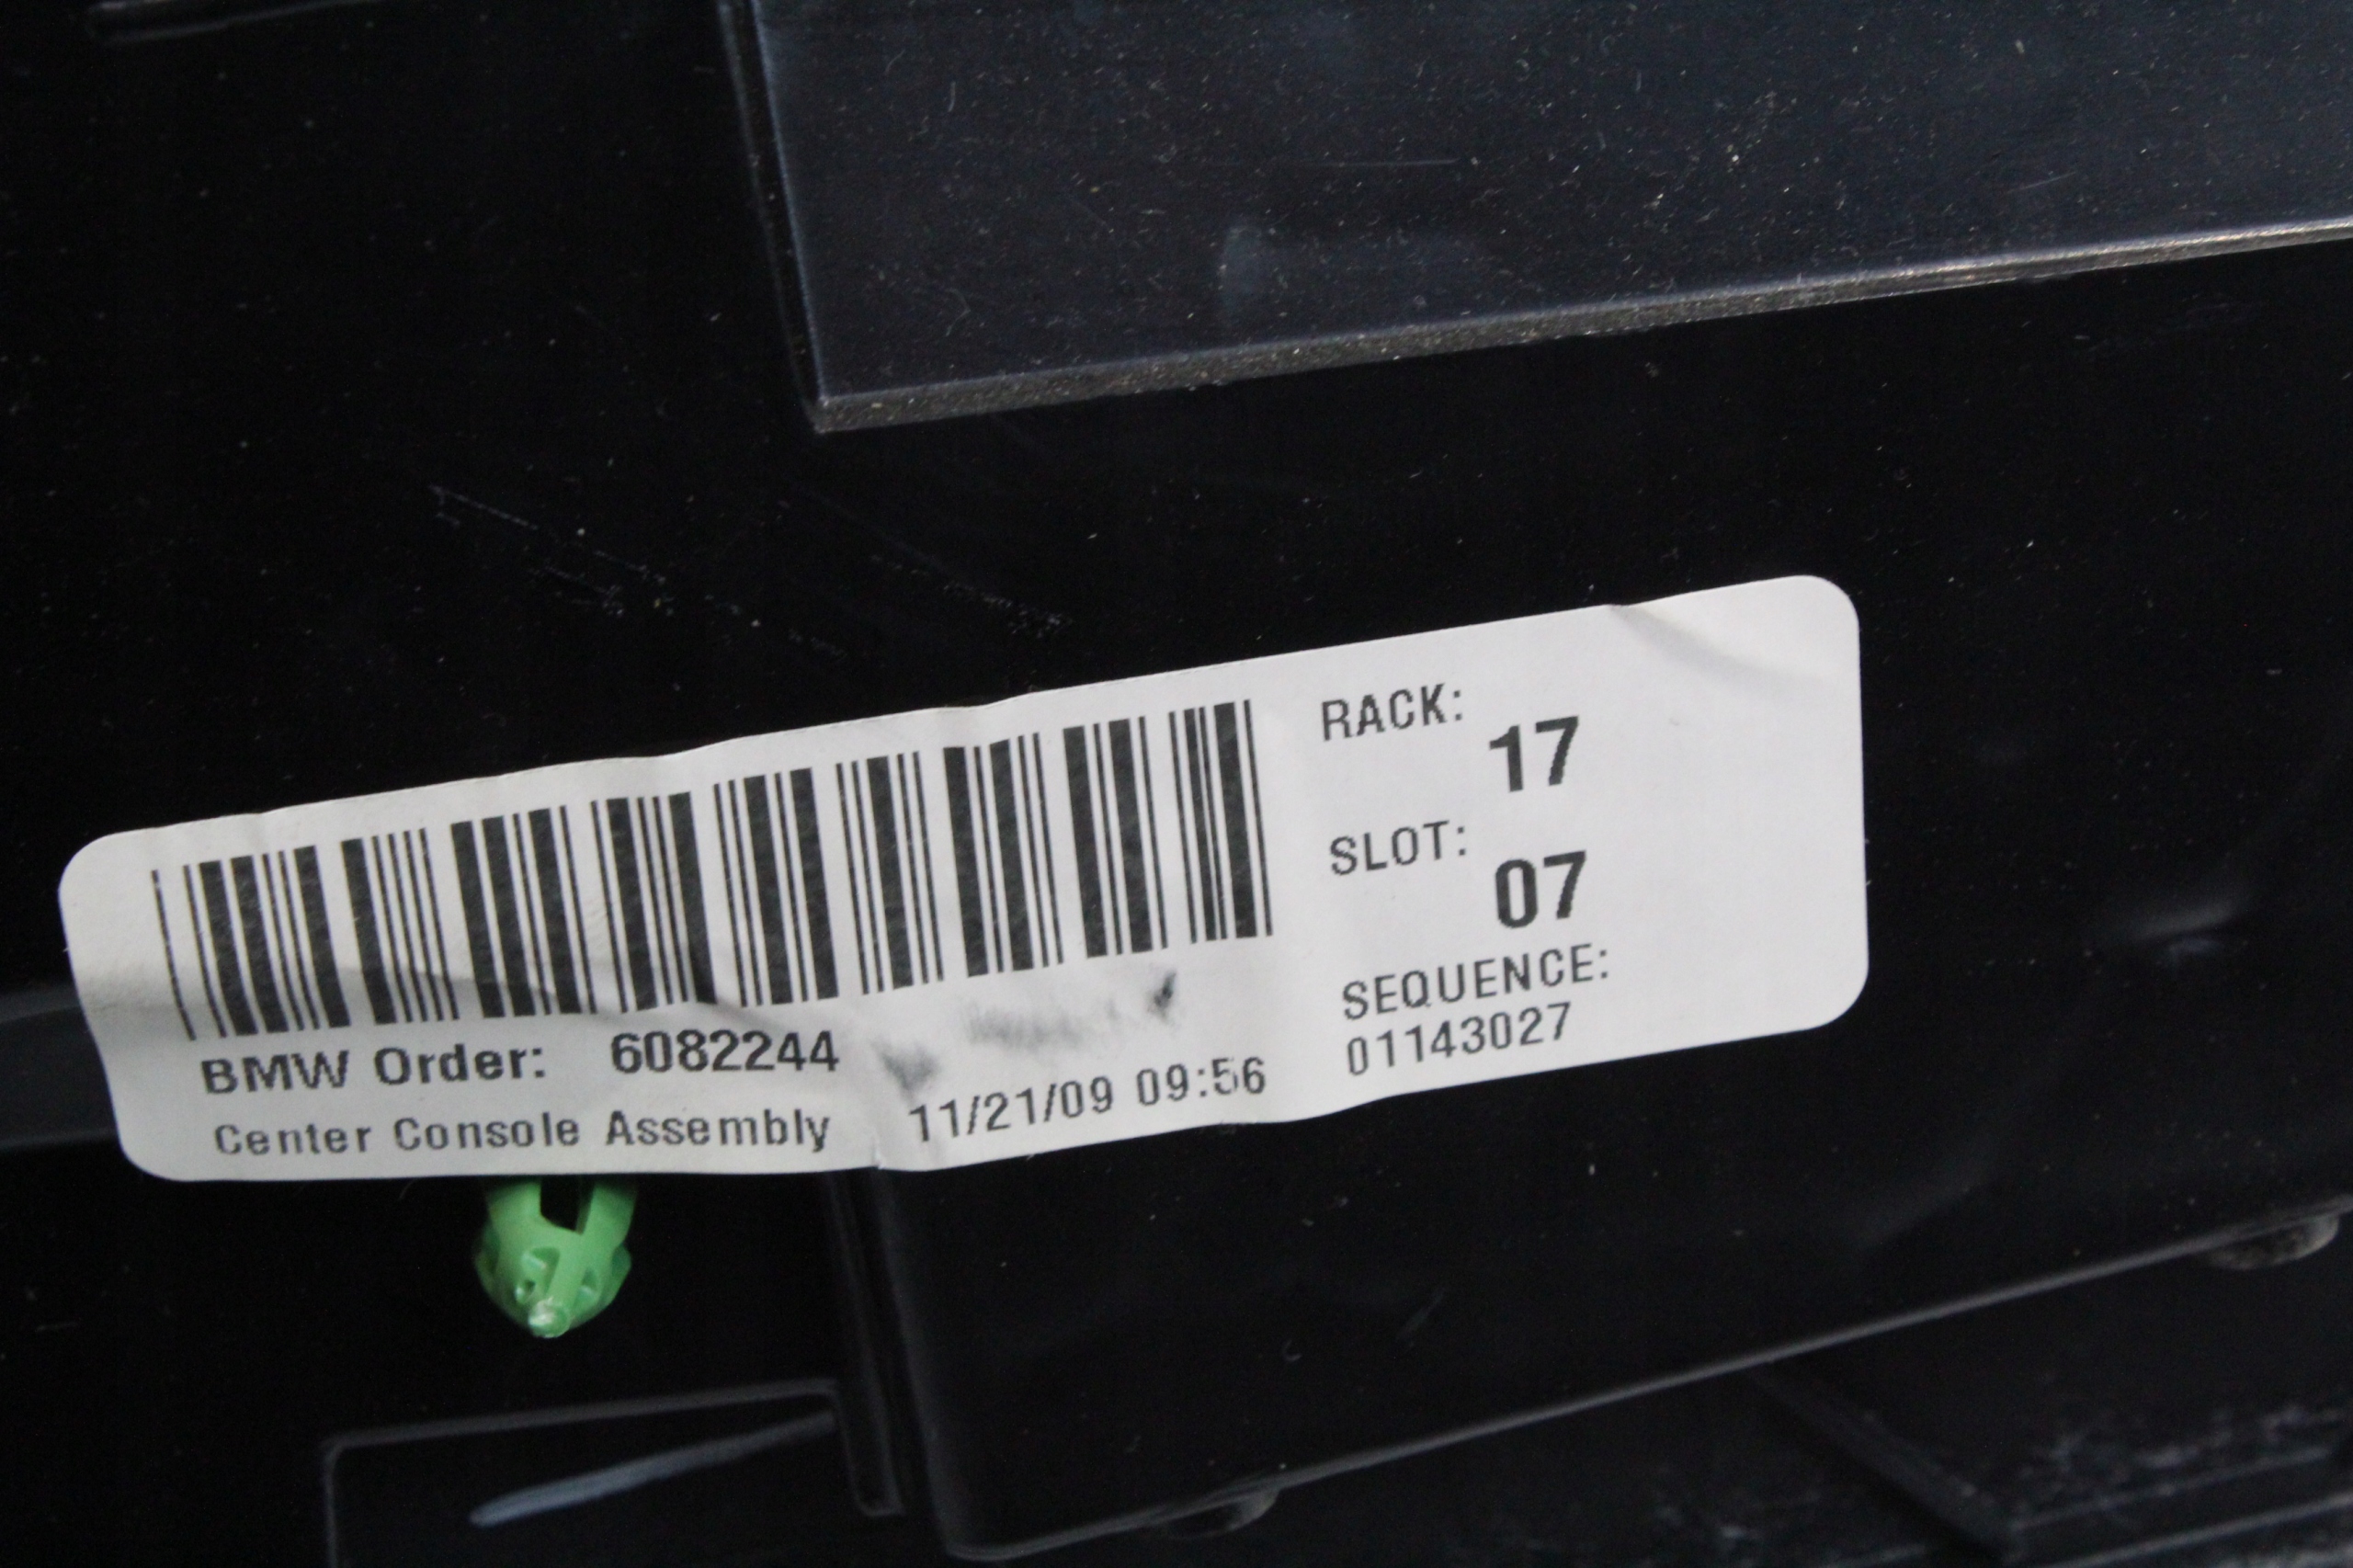 RACK:
17
SLOT:
07
SEQUENCE:
01143027
BMW Order: 6082244
Center Console Assembly 11/21/09 09:56